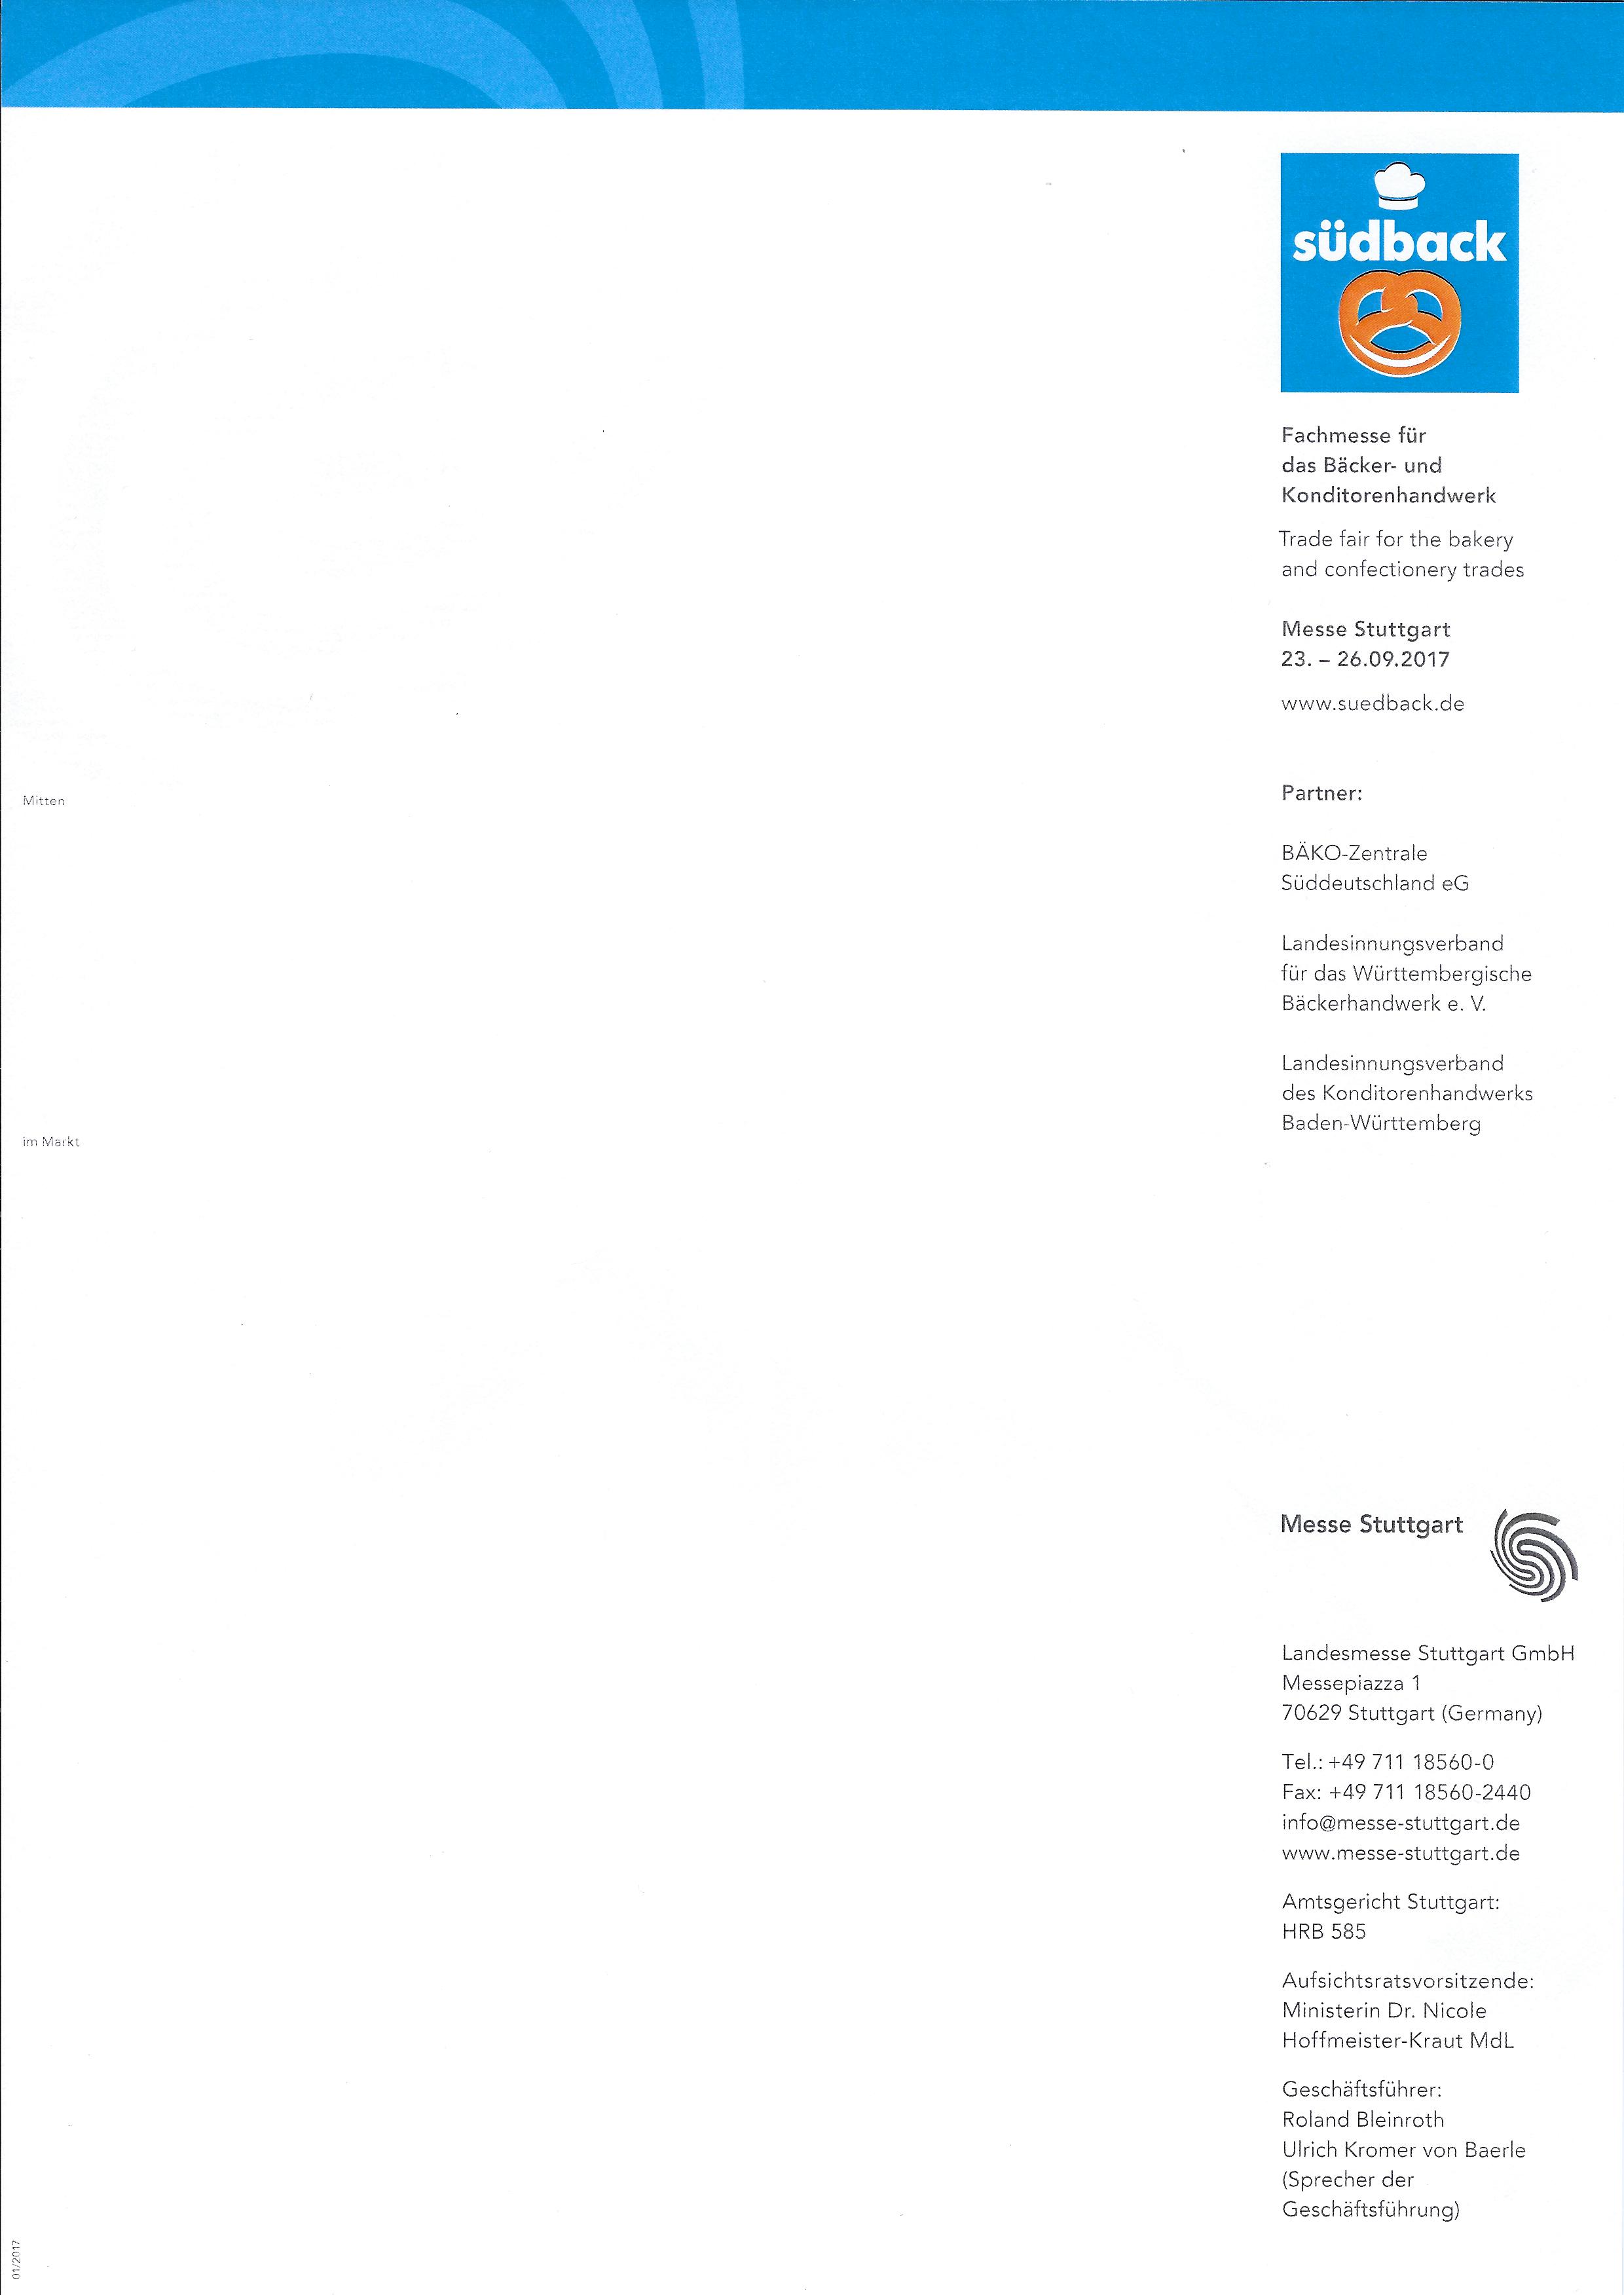 südback
Fachmesse für
das Bäcker- und
Konditorenhandwerk
Trade fair for the bakery
and confectionery trades
Messe Stuttgart
23. – 26.09.2017
www.suedback.de
Mitten
Partner:
BÄKO-Zentrale
Süddeutschland eG
Landesinnungsverband
für das Württembergische
Bäckerhandwerk e. V.
Landesinnungsverband
des Konditorenhandwerks
Baden-Württemberg
im Markt
Messe Stuttgart
Landesmesse Stuttgart GmbH
Messepiazza 1
70629 Stuttgart (Germany)
Tel.: +49 711 18560-0
Fax: +49 711 18560-2440
info@messe-stuttgart.de
www.messe-stuttgart.de
Amtsgericht Stuttgart:
HRB 585
Aufsichtsratsvorsitzende:
Ministerin Dr. Nicole
Hoffmeister-Kraut MdL
Geschäftsführer:
Roland Bleinroth
Ulrich Kromer von Baerle
(Sprecher der
Geschäftsführung)
01/2017